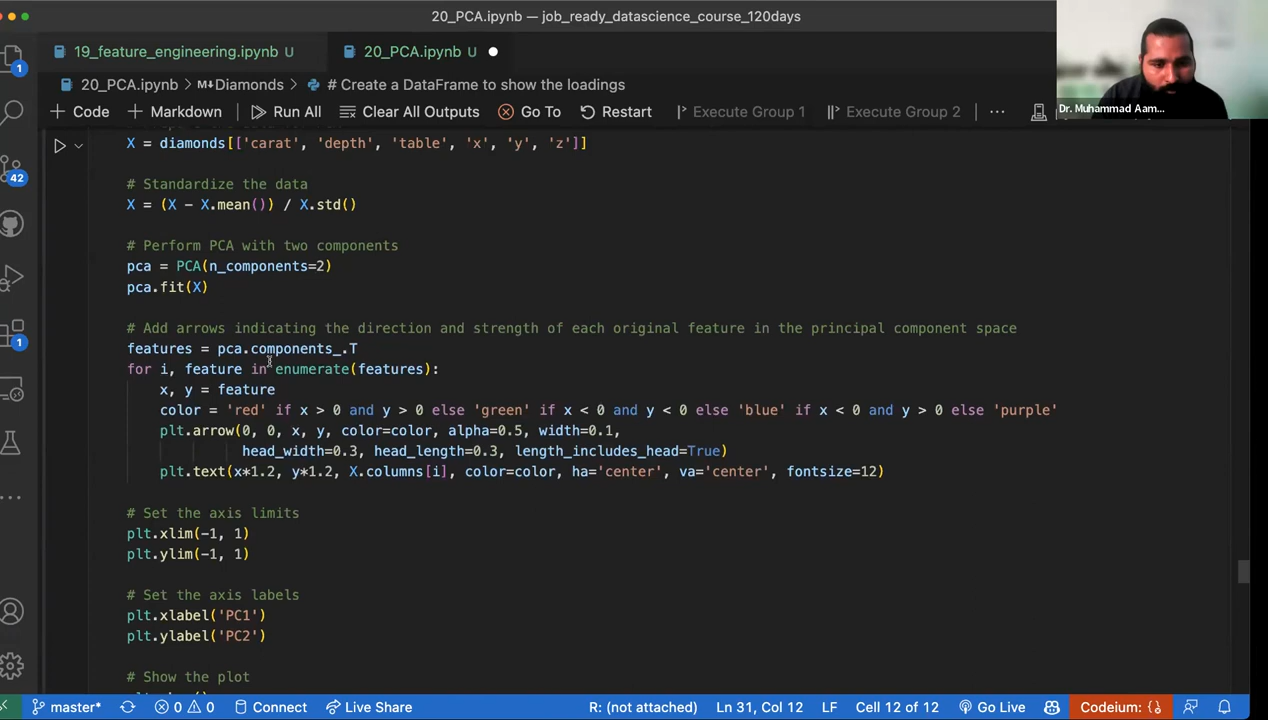 20_PCA.ipynb — job_ready_datascience_course_120days
19_feature_engineering.ipynb U
20_PCA.ipynb U
20_PCA.ipynb > Diamonds > # Create a DataFrame to show the loadings
Dr. Muhammad Aam...
+ Code + Markdown Run All Clear All Outputs Go To Restart Execute Group 1 Execute Group 2 ...
X = diamonds[['carat', 'depth', 'table', 'x', 'y', 'z']]
# Standardize the data
X = (X - X.mean()) / X.std()
# Perform PCA with two components
pca = PCA(n_components=2)
pca.fit(X)
# Add arrows indicating the direction and strength of each original feature in the principal component space
features = pca.components_.T
for i, feature in enumerate(features):
    x, y = feature
    color = 'red' if x > 0 and y > 0 else 'green' if x < 0 and y < 0 else 'blue' if x < 0 and y > 0 else 'purple'
    plt.arrow(0, 0, x, y, color=color, alpha=0.5, width=0.1,
              head_width=0.3, head_length=0.3, length_includes_head=True)
    plt.text(x*1.2, y*1.2, X.columns[i], color=color, ha='center', va='center', fontsize=12)
# Set the axis limits
plt.xlim(-1, 1)
plt.ylim(-1, 1)
# Set the axis labels
plt.xlabel('PC1')
plt.ylabel('PC2')
# Show the plot
1
42
1
master* 0 0 Connect Live Share R: (not attached) Ln 31, Col 12 LF Cell 12 of 12 Go Live Codeium: {}